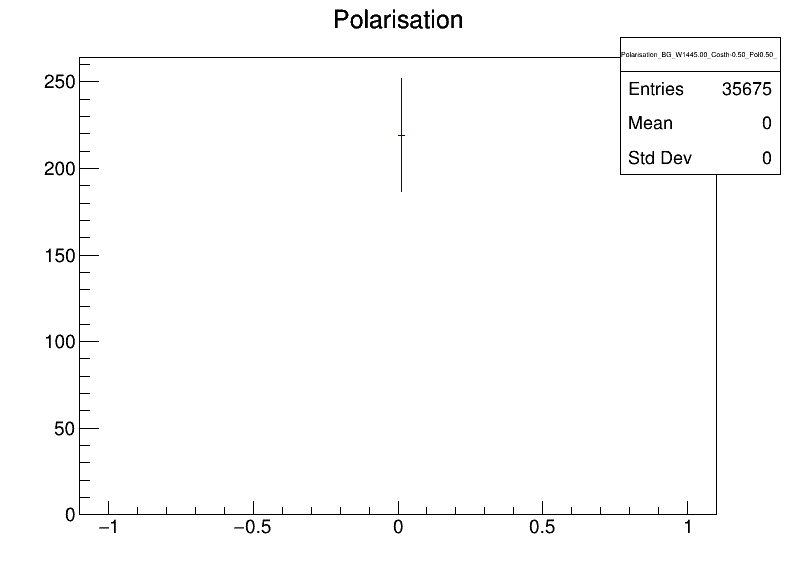 Polarisation
Polarisation_BG_W1445.00_Costh-0.50_Pol0.50_
Entries 35675
Mean 0
Std Dev 0
250
200
150
100
50
0
−1 −0.5 0 0.5 1